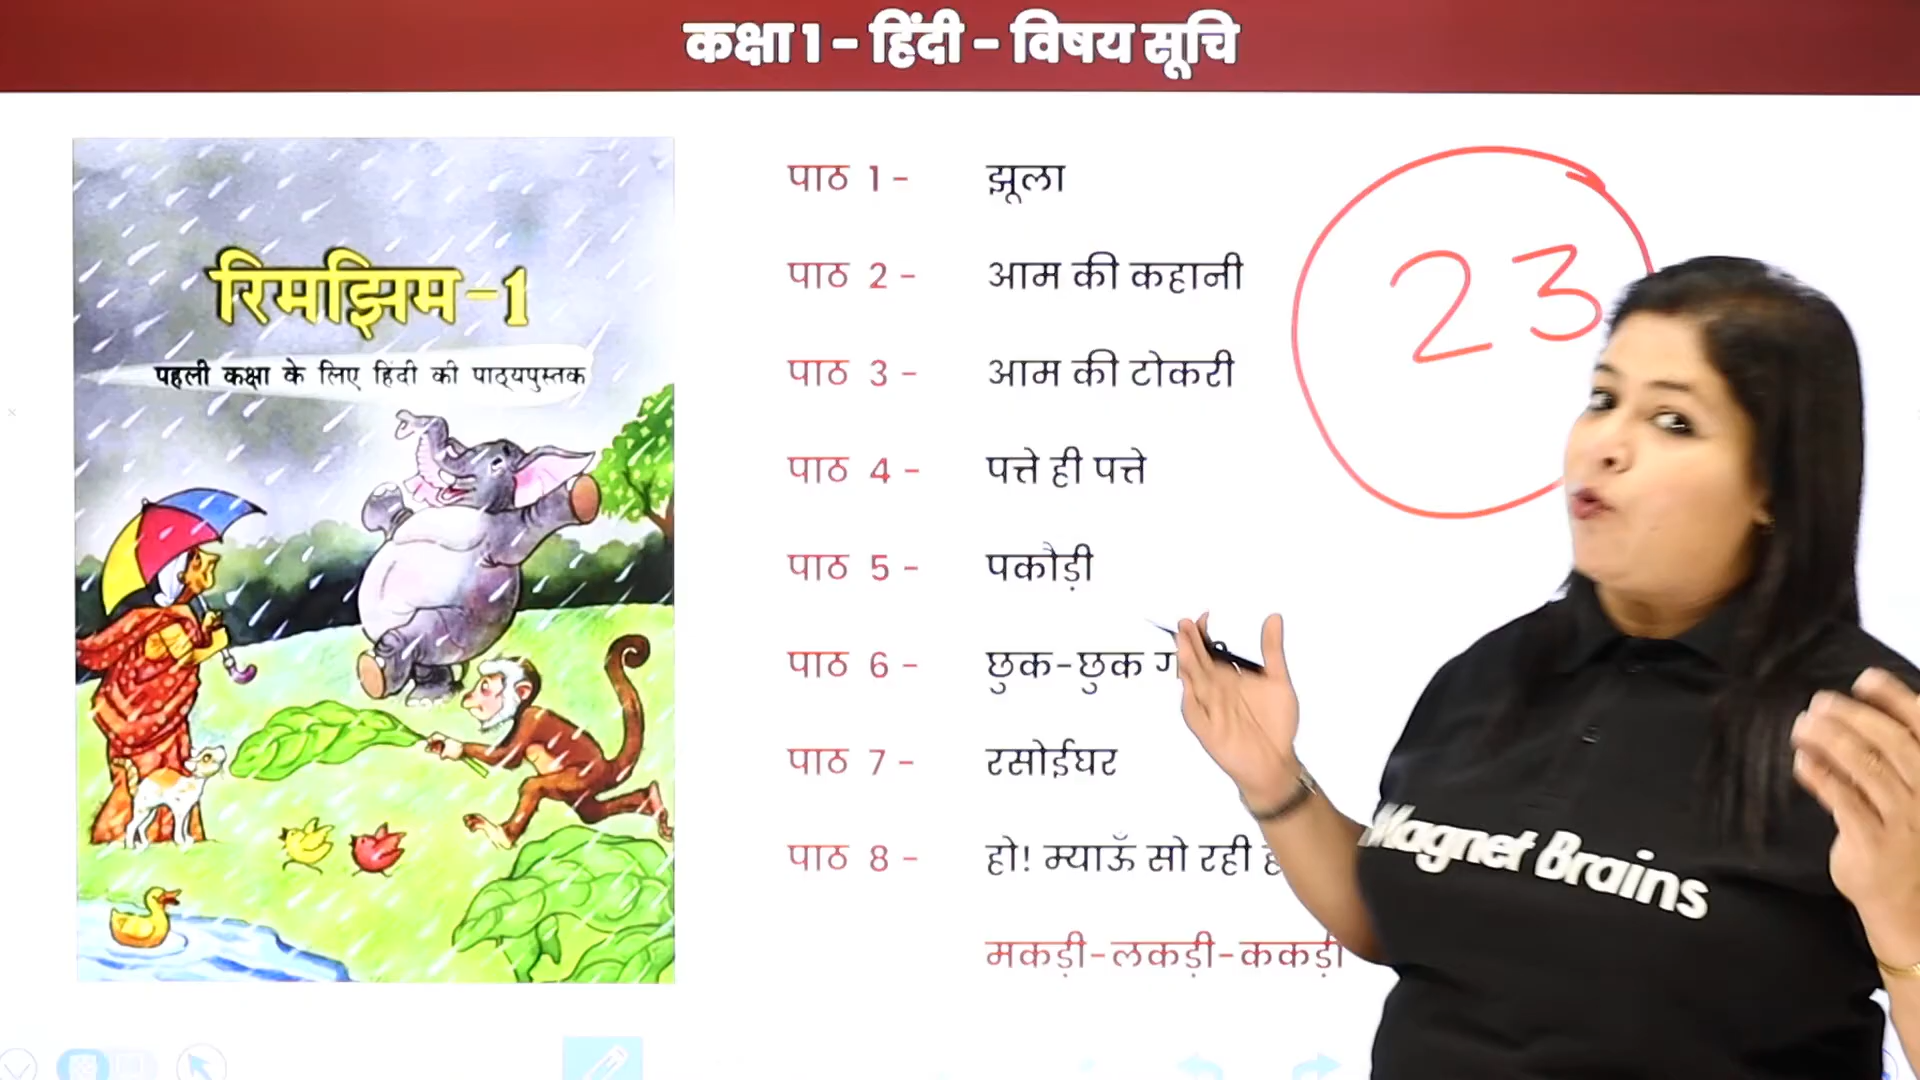 कक्षा 1 - हिंदी - विषय सूचि
रिमझिम-1
पहली कक्षा के लिए हिंदी की पाठ्यपुस्तक
पाठ 1 - झूला
पाठ 2 - आम की कहानी
पाठ 3 - आम की टोकरी
पाठ 4 - पत्ते ही पत्ते
पाठ 5 - पकौड़ी
पाठ 6 - छुक-छुक
पाठ 7 - रसोईघर
पाठ 8 - हो! म्याऊँ सो रही
मकड़ी-लकड़ी-ककड़ी
23
Magnet Brains